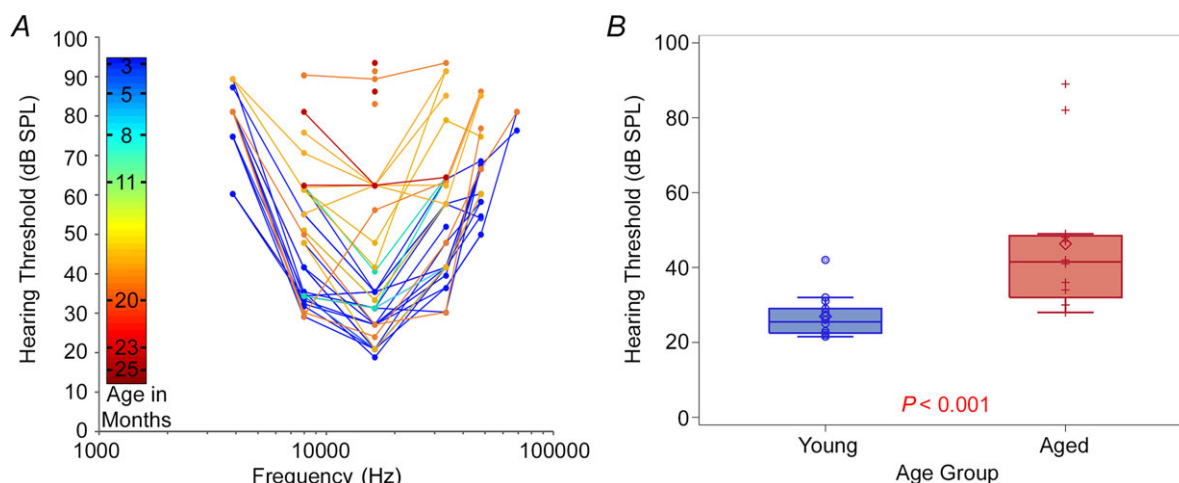 A
Hearing Threshold (dB SPL)
100
90
80
70
60
50
40
30
20
10
0
3
5
8
11
20
23
25
Age in
Months
1000
10000
100000
Frequency (Hz)
B
Hearing Threshold (dB SPL)
100
80
60
40
20
0
P < 0.001
Young
Aged
Age Group